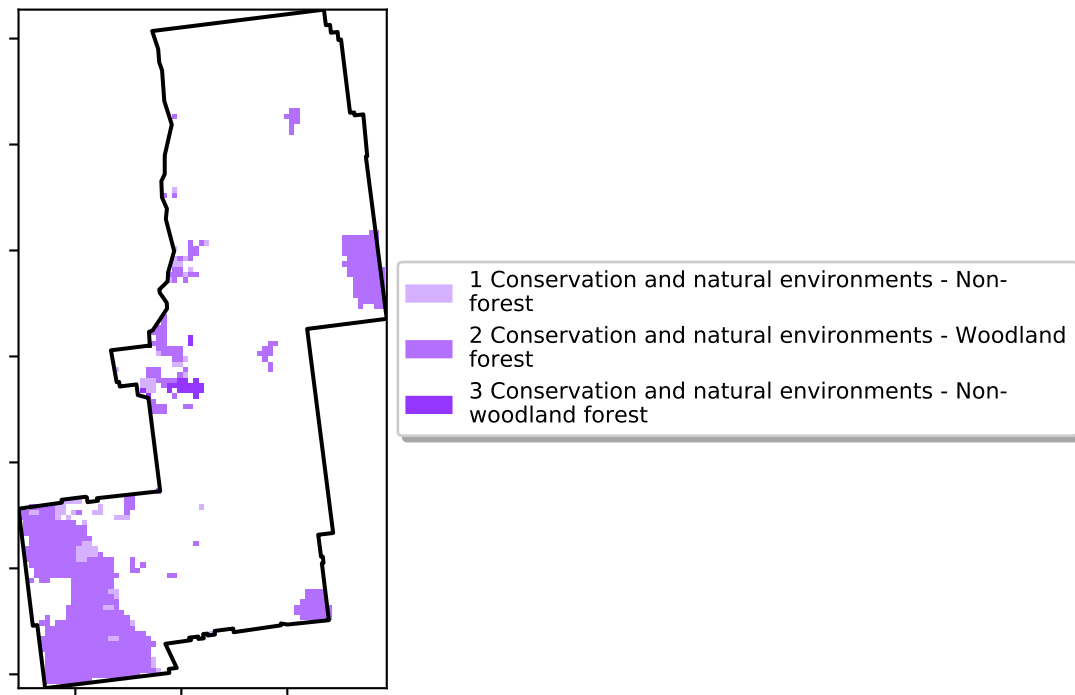 1 Conservation and natural environments - Non-
forest
2 Conservation and natural environments - Woodland
forest
3 Conservation and natural environments - Non-
woodland forest